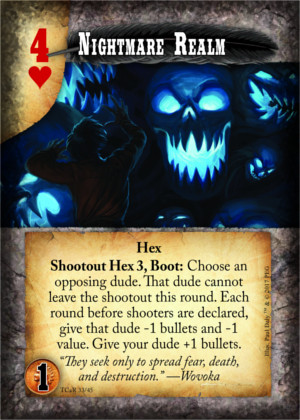 4
NIGHTMARE REALM
Hex
Shootout Hex 3, Boot: Choose an
opposing dude. That dude cannot
leave the shootout this round. Each
round before shooters are declared,
give that dude -1 bullets and -1
value. Give your dude +1 bullets.
“They seek only to spread fear, death,
and destruction.” —Wovoka
1